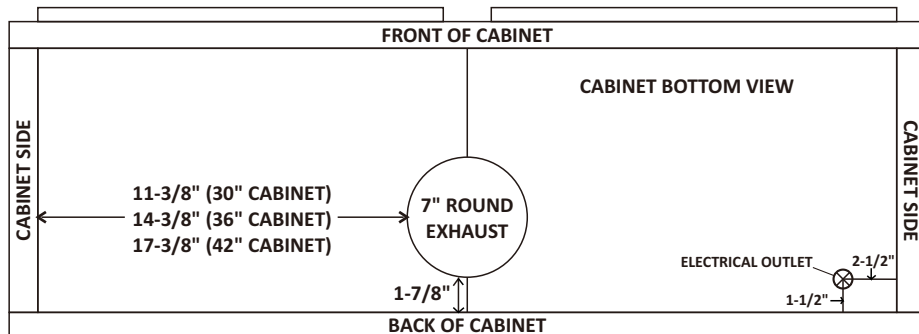 FRONT OF CABINET
CABINET BOTTOM VIEW
CABINET SIDE
CABINET SIDE
11-3/8" (30" CABINET)
14-3/8" (36" CABINET)
17-3/8" (42" CABINET)
7" ROUND
EXHAUST
ELECTRICAL OUTLET
2-1/2"
1-7/8"
1-1/2"
BACK OF CABINET